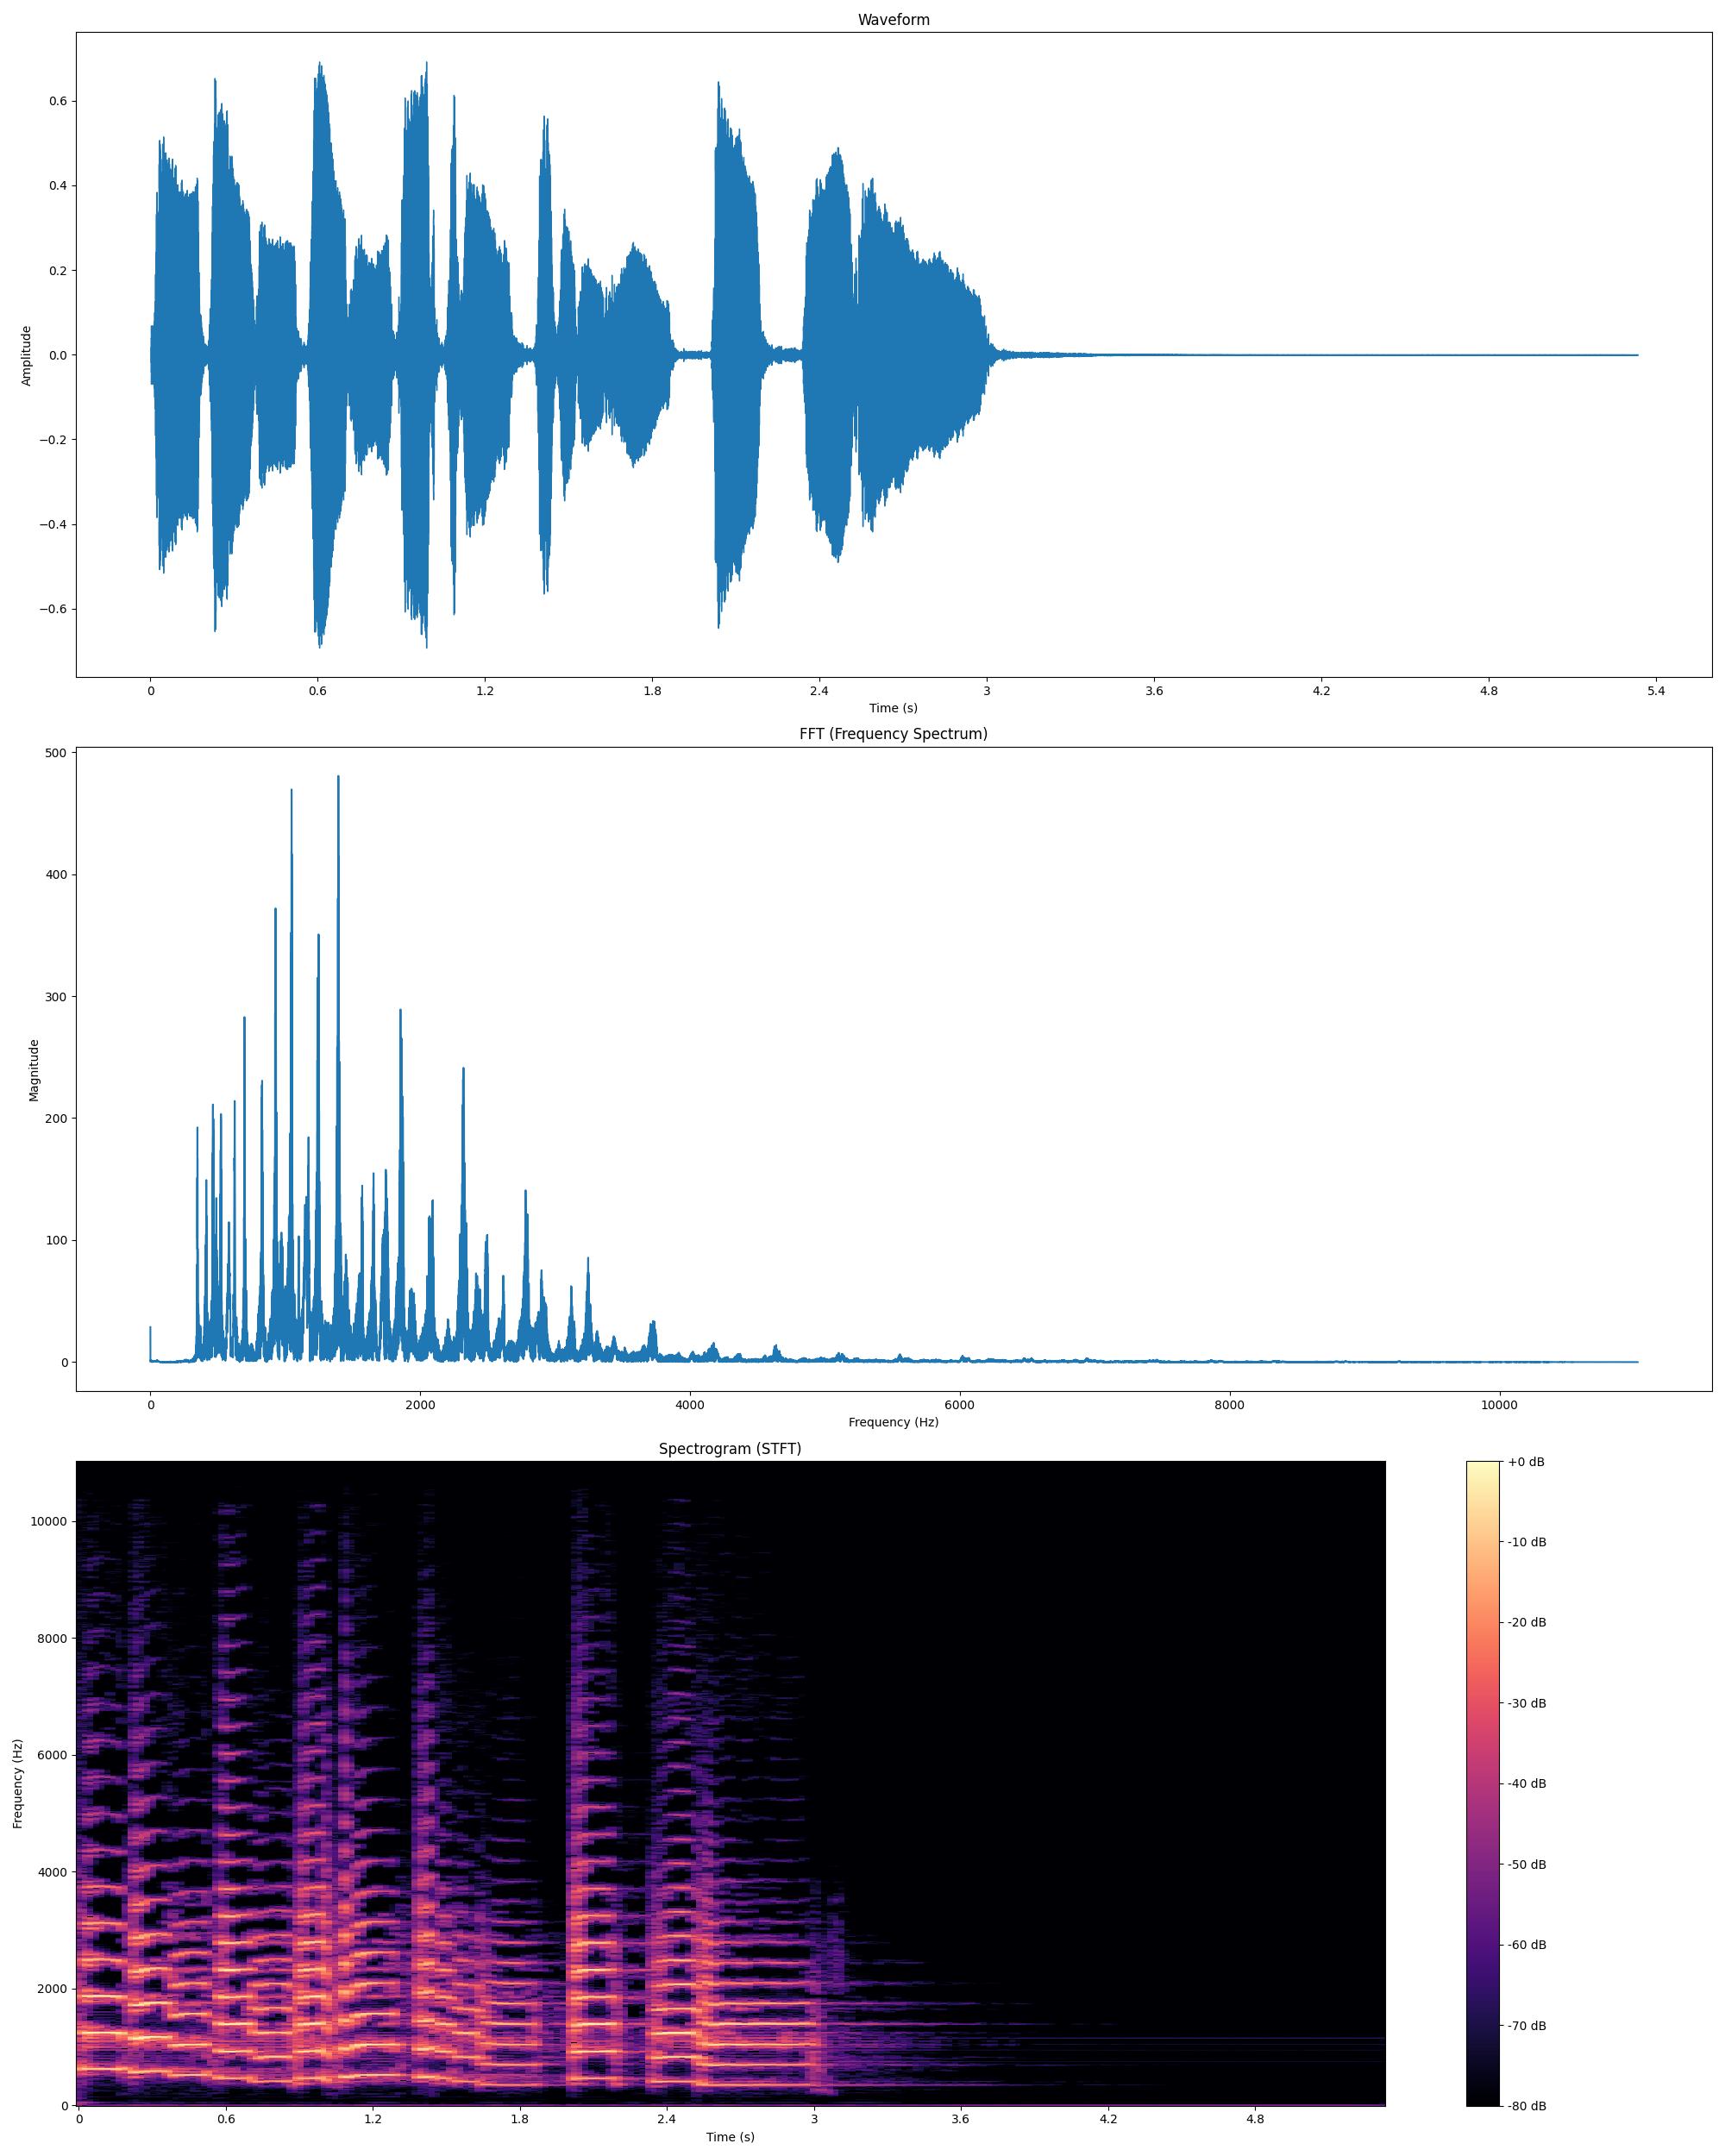 Waveform
0.6
0.4
0.2
0.0
−0.2
−0.4
−0.6
Amplitude
0 0.6 1.2 1.8 2.4 3 3.6 4.2 4.8 5.4
Time (s)
FFT (Frequency Spectrum)
500
400
300
200
100
0
Magnitude
0 2000 4000 6000 8000 10000
Frequency (Hz)
Spectrogram (STFT)
10000
8000
6000
4000
2000
0
Frequency (Hz)
0 0.6 1.2 1.8 2.4 3 3.6 4.2 4.8
Time (s)
+0 dB
-10 dB
-20 dB
-30 dB
-40 dB
-50 dB
-60 dB
-70 dB
-80 dB